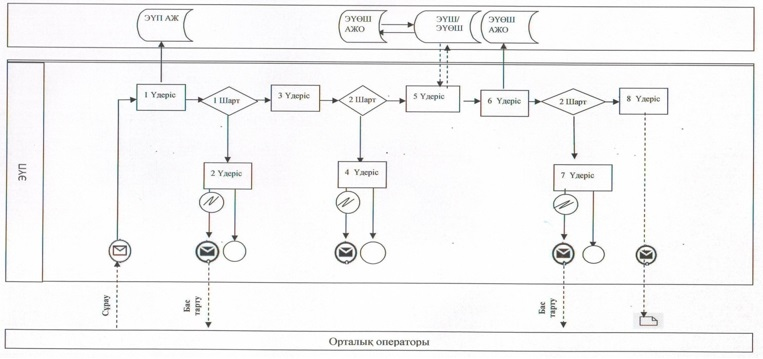 ЭҮП АЖ
ЭҮӨШ
АЖО
ЭҮШ/
ЭҮӨШ
ЭҮӨШ
АЖО
1 Үдеріс
1 Шарт
3 Үдеріс
2 Шарт
5 Үдеріс
6 Үдеріс
2 Шарт
8 Үдеріс
2 Үдеріс
4 Үдеріс
7 Үдеріс
ЭҮП
Сұрау
Бас
тарту
Бас
тарту
Орталық операторы